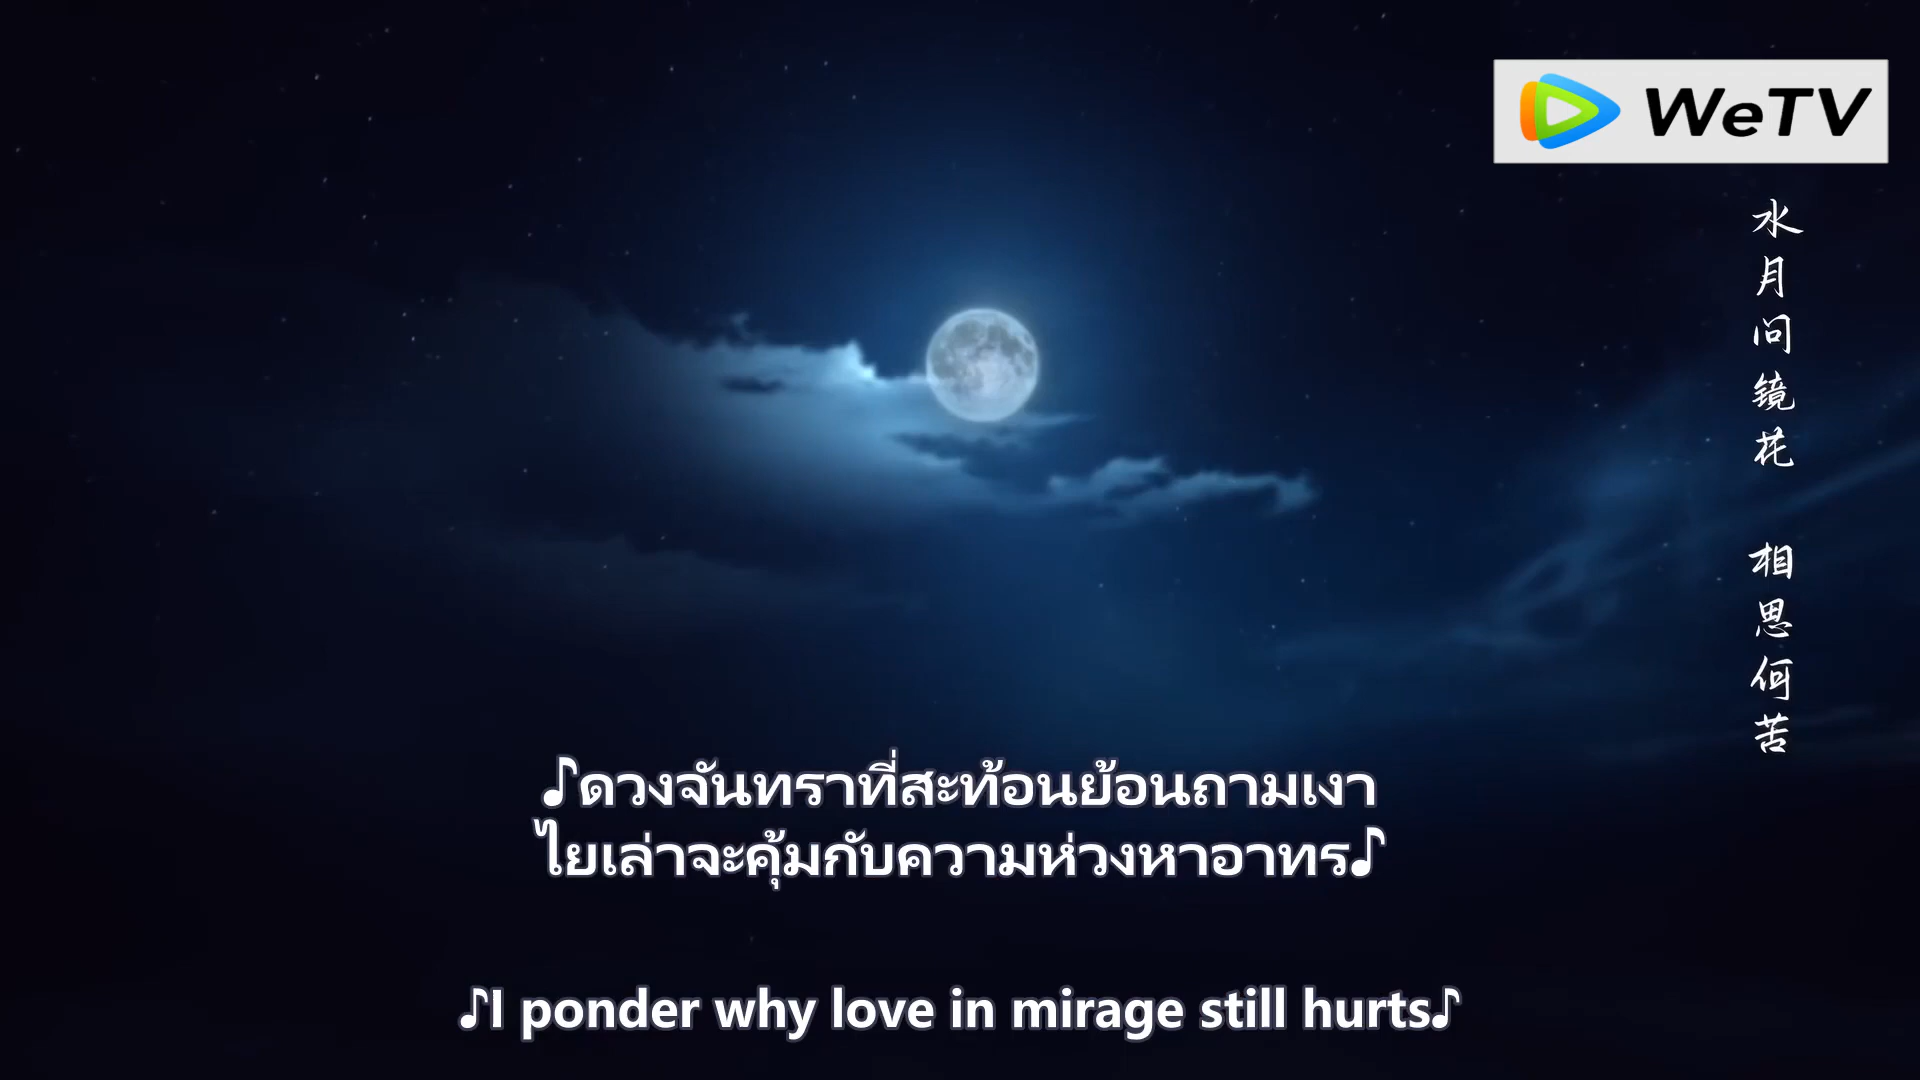 WeTV
水月问镜花 相思何苦
♪ดวงจันทราที่สะท้อนย้อนถามเงา
ไยเล่าจะคุ้มกับความห่วงหาอาทร♪
♪I ponder why love in mirage still hurts♪